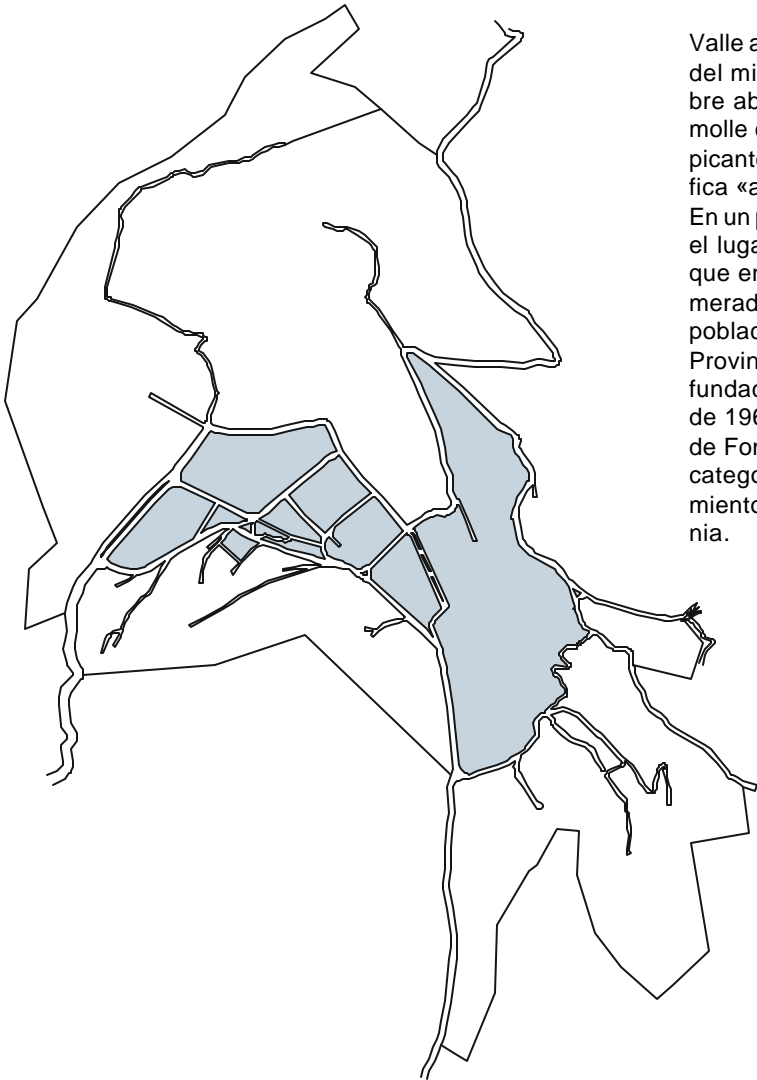 Valle a
del mi
bre ab
molle
picant
fica «a
En un
el luga
que en
merad
poblac
Provin
fundac
de 196
de For
catego
miento
nia.